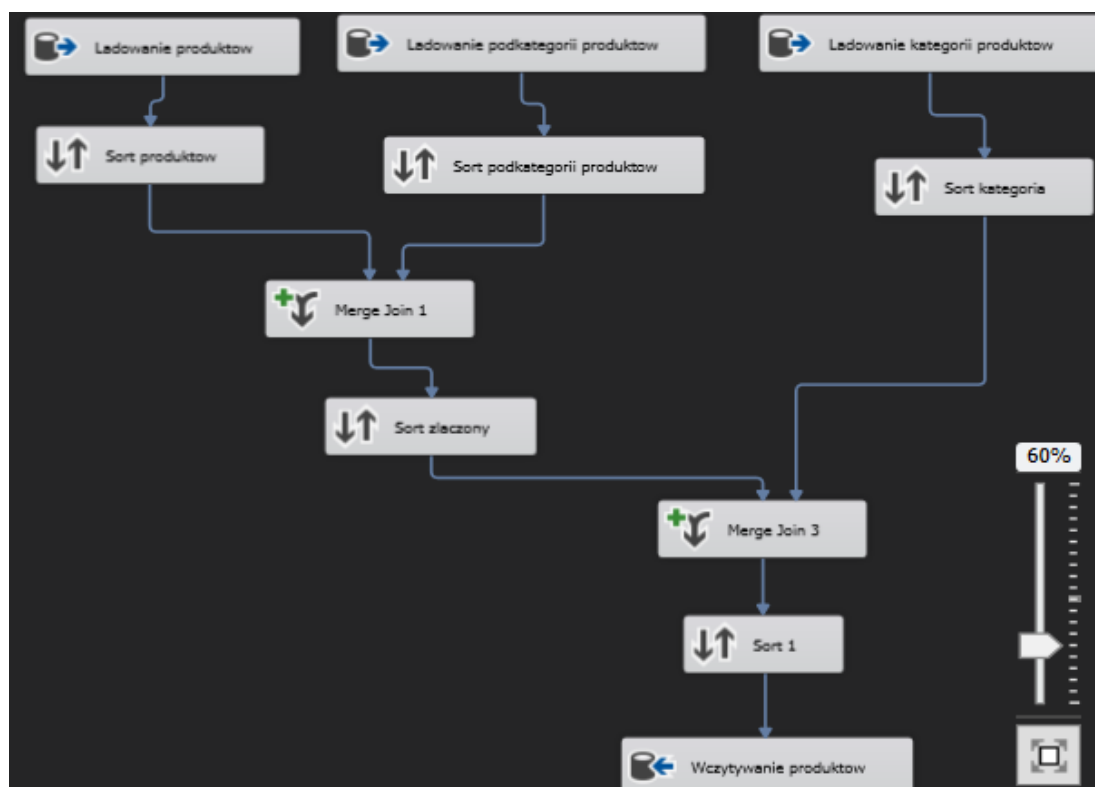 Ladowanie produktow
Ladowanie podkategorii produktow
Ladowanie kategorii produktow
Sort produktow
Sort podkategorii produktow
Sort kategoria
Merge Join 1
Sort zlaczony
60%
Merge Join 3
Sort 1
Wczytywanie produktow